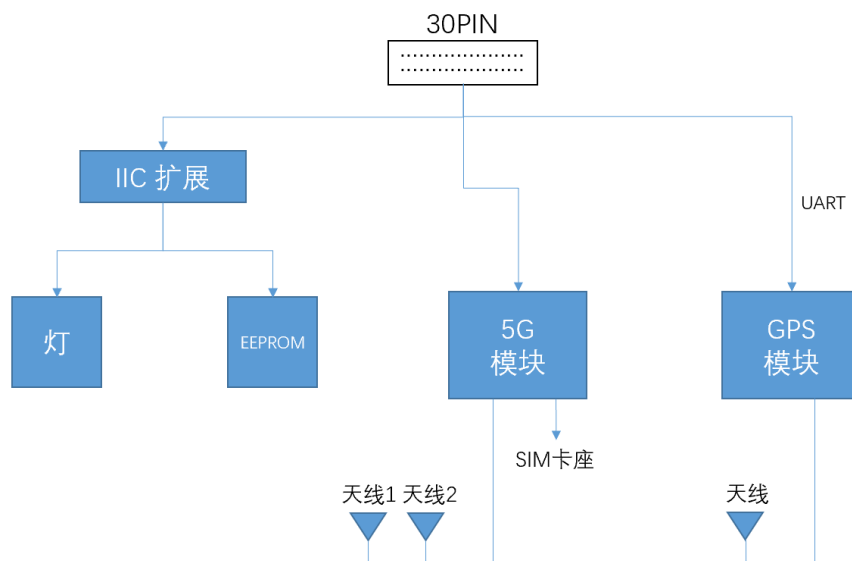 30PIN
IIC 扩展
UART
灯
EEPROM
5G
模块
GPS
模块
SIM卡座
天线1 天线2
天线